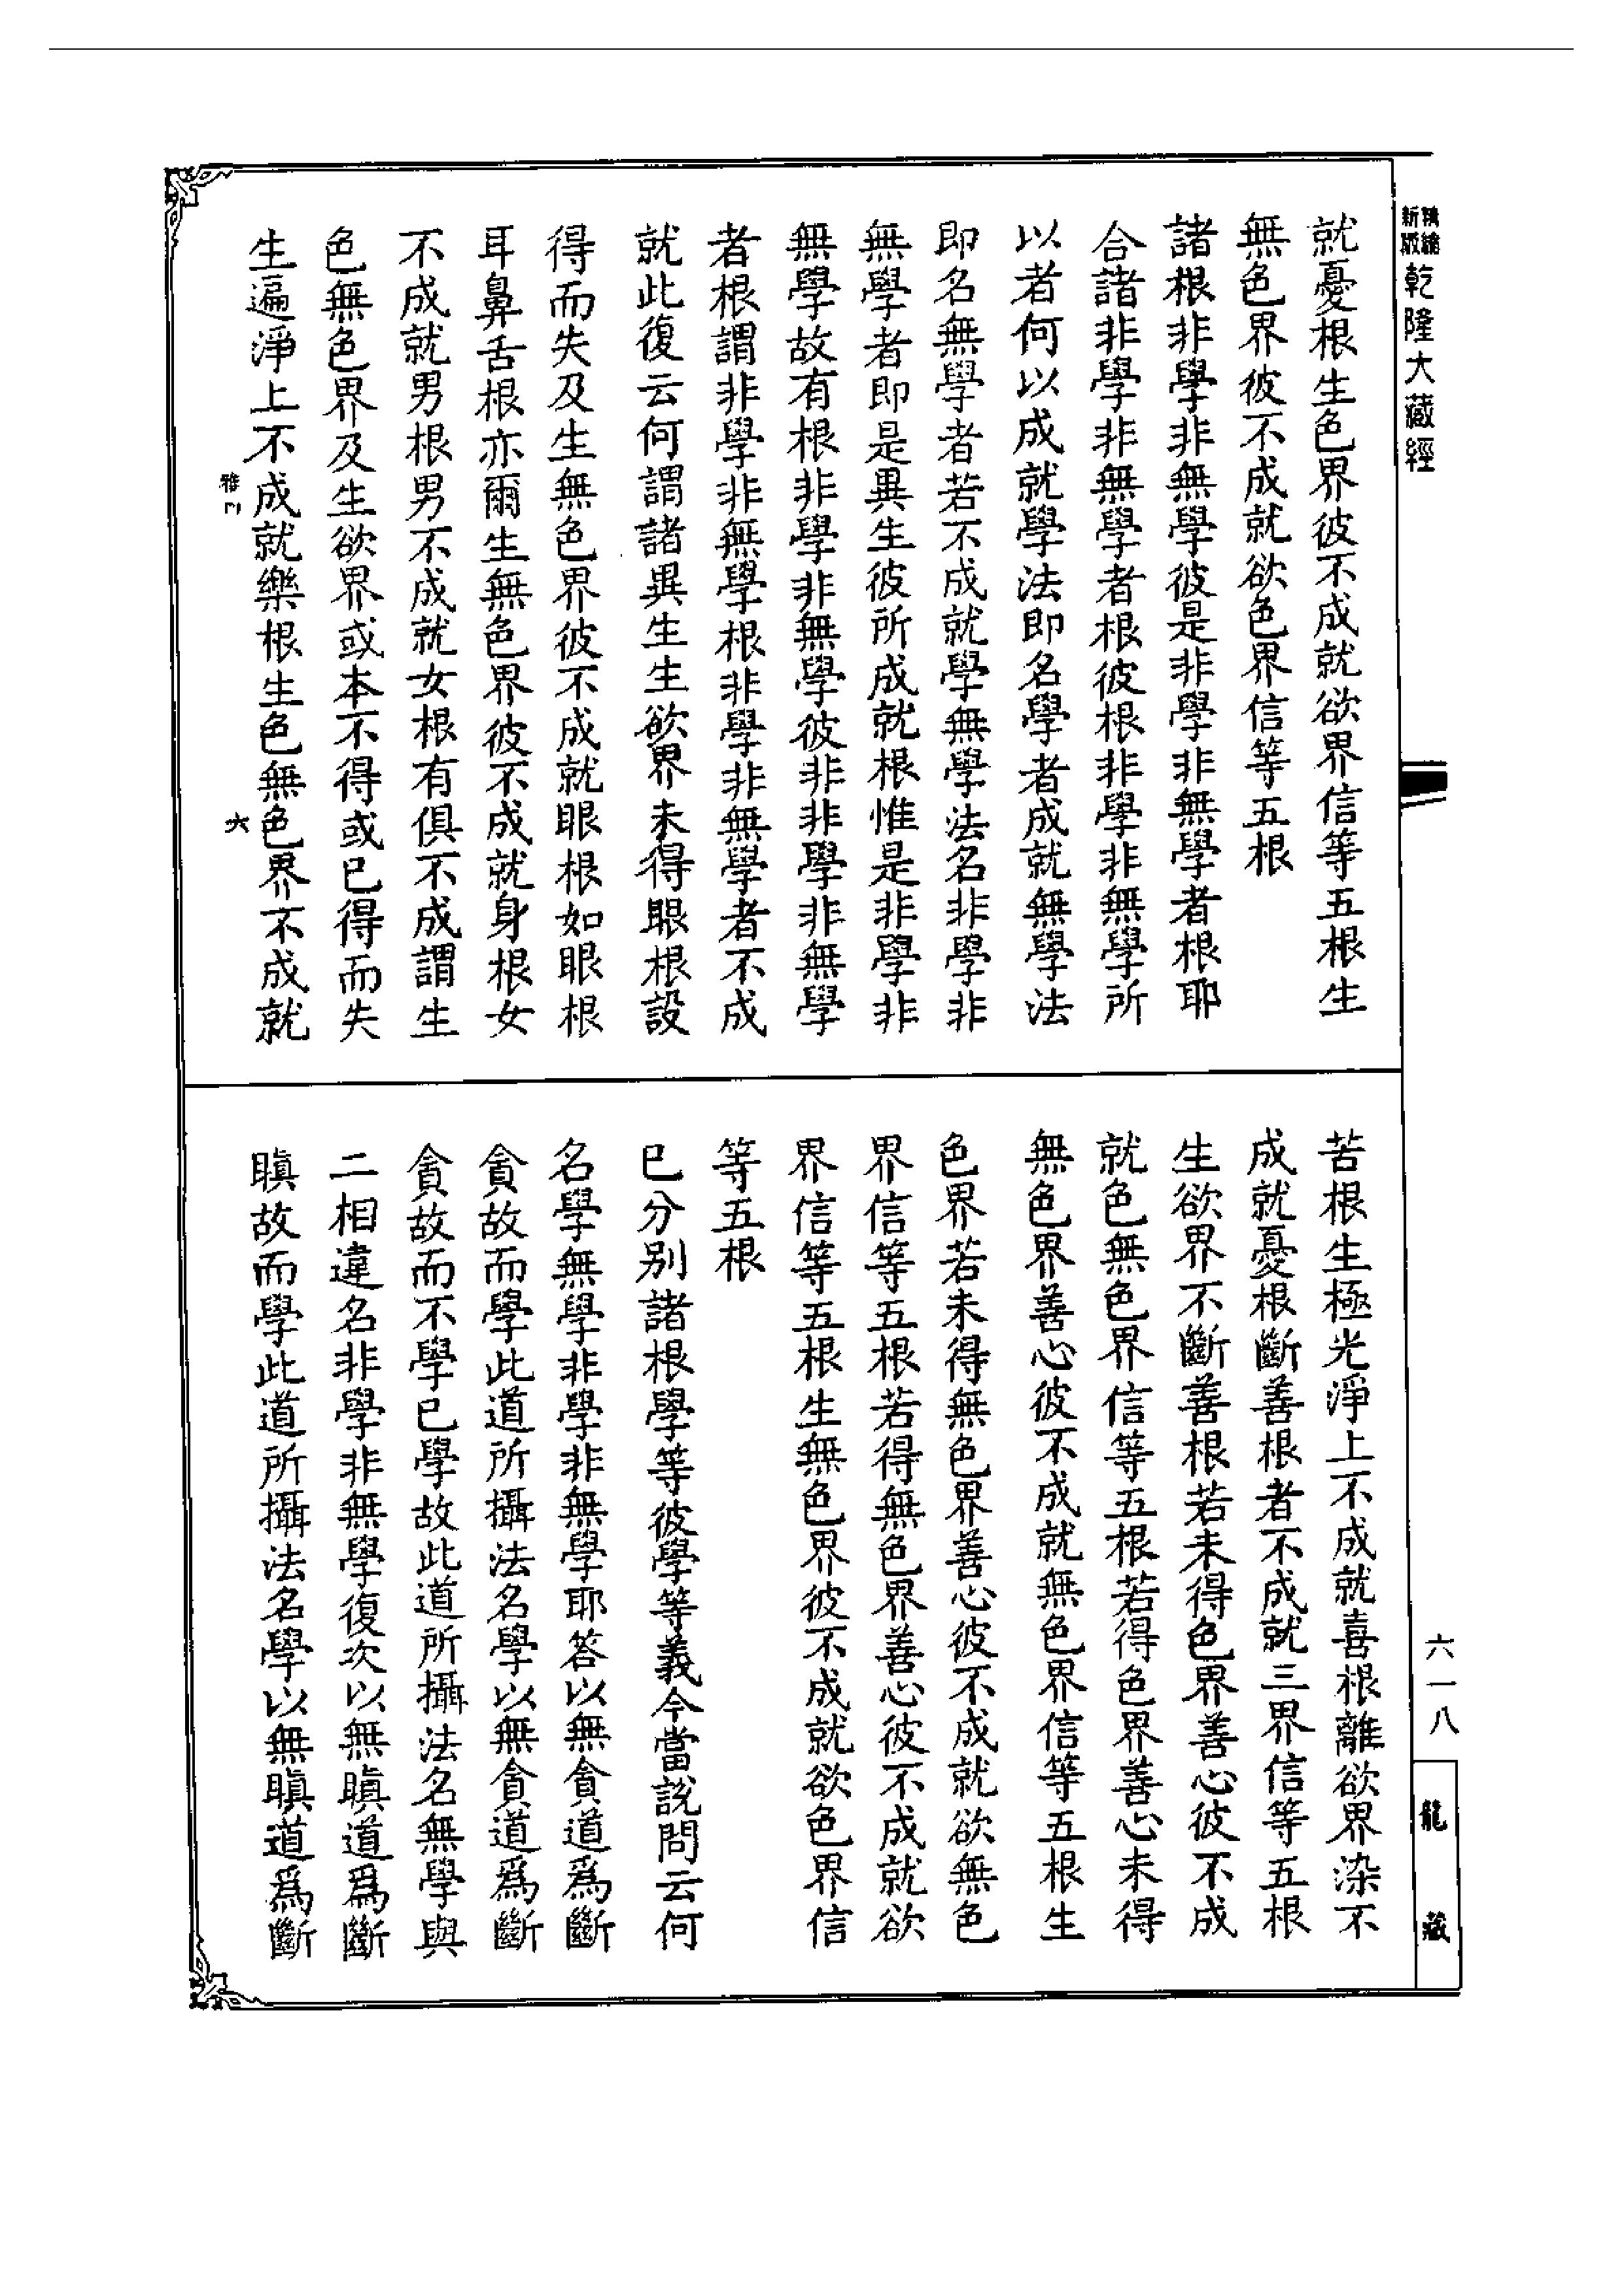 精繪
新版
乾隆大藏經
就憂根生色界彼不成就欲界信等五根生
無色界彼不成就欲色界信等五根
諸根非學非無學彼是非學非無學者根耶
合諸非學非無學者根彼根非學非無學所
以者何以成就學法即名學者成就無學法
即名無學者若不成就學無學法名非學非
無學者即是異生彼所成就根惟是非學非
無學故有根非學非無學彼非非學非無學
者根謂非學非無學根非學非無學者不成
就此復云何謂諸異生生欲界未得眼根設
得而失及生無色界彼不成就眼根如眼根
耳鼻舌根亦爾生無色界彼不成就身根女
不成就男根男不成就女根有俱不成謂生
色無色界及生欲界或本不得或已得而失
生遍淨上不成就樂根生色無色界不成就
六
苦根生極光淨上不成就喜根離欲界染不
成就憂根斷善根者不成就三界信等五根
生欲界不斷善根若未得色界善心彼不成
就色無色界信等五根若得色界善心未得
無色界善心彼不成就無色界信等五根生
色界若未得無色界善心彼不成就欲無色
界信等五根若得無色界善心彼不成就欲
界信等五根生無色界彼不成就欲色界信
等五根
已分別諸根學等彼學等義今當說問云何
名學無學非學非無學耶答以無貪道為斷
貪故而學此道所攝法名學以無貪道為斷
貪故而不學已學故此道所攝法名無學與
二相違名非學非無學復次以無瞋道為斷
瞋故而學此道所攝法名學以無瞋道為斷
六一八
龍藏